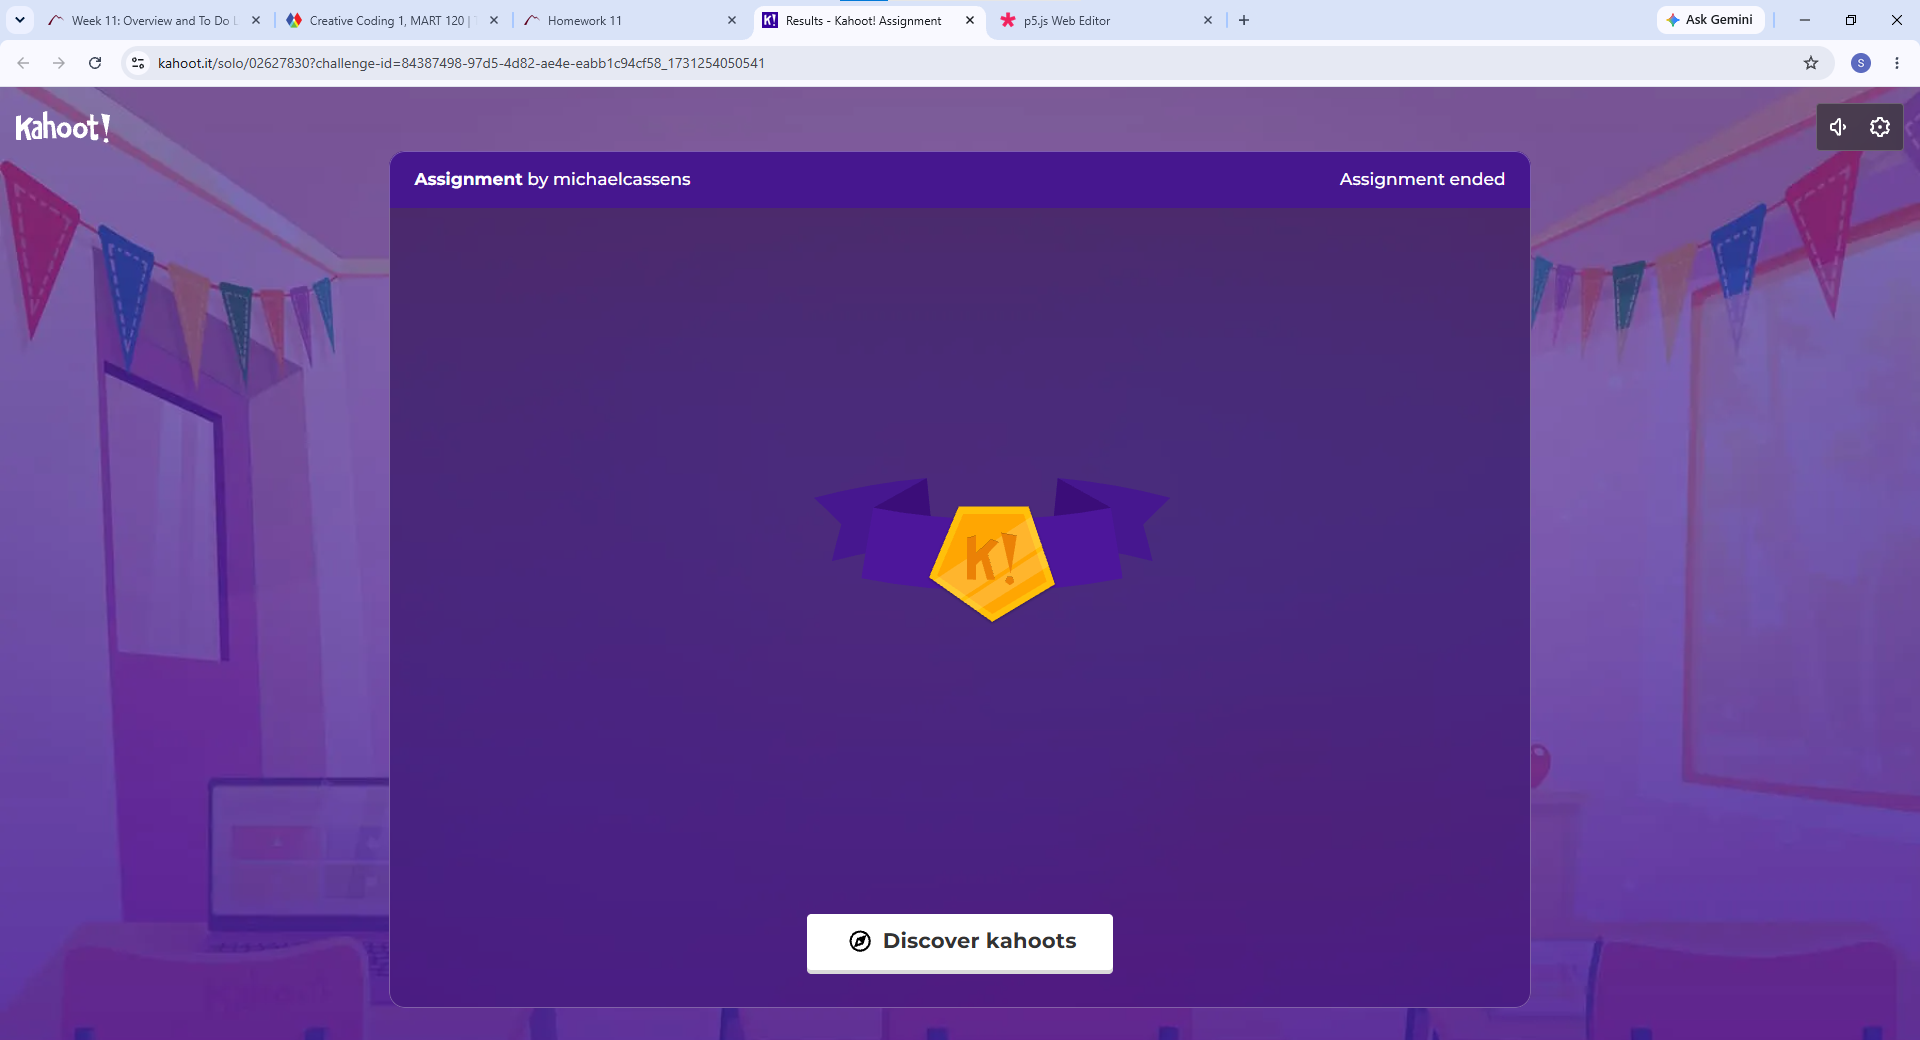 Week 11: Overview and To Do L
Creative Coding 1, MART 120 | T
Homework 11
K! Results - Kahoot! Assignment
p5.js Web Editor
Ask Gemini
kahoot.it/solo/02627830?challenge-id=84387498-97d5-4d82-ae4e-eabb1c94cf58_1731254050541
S
Kahoot!
Assignment by michaelcassens
Assignment ended
K!
Discover kahoots